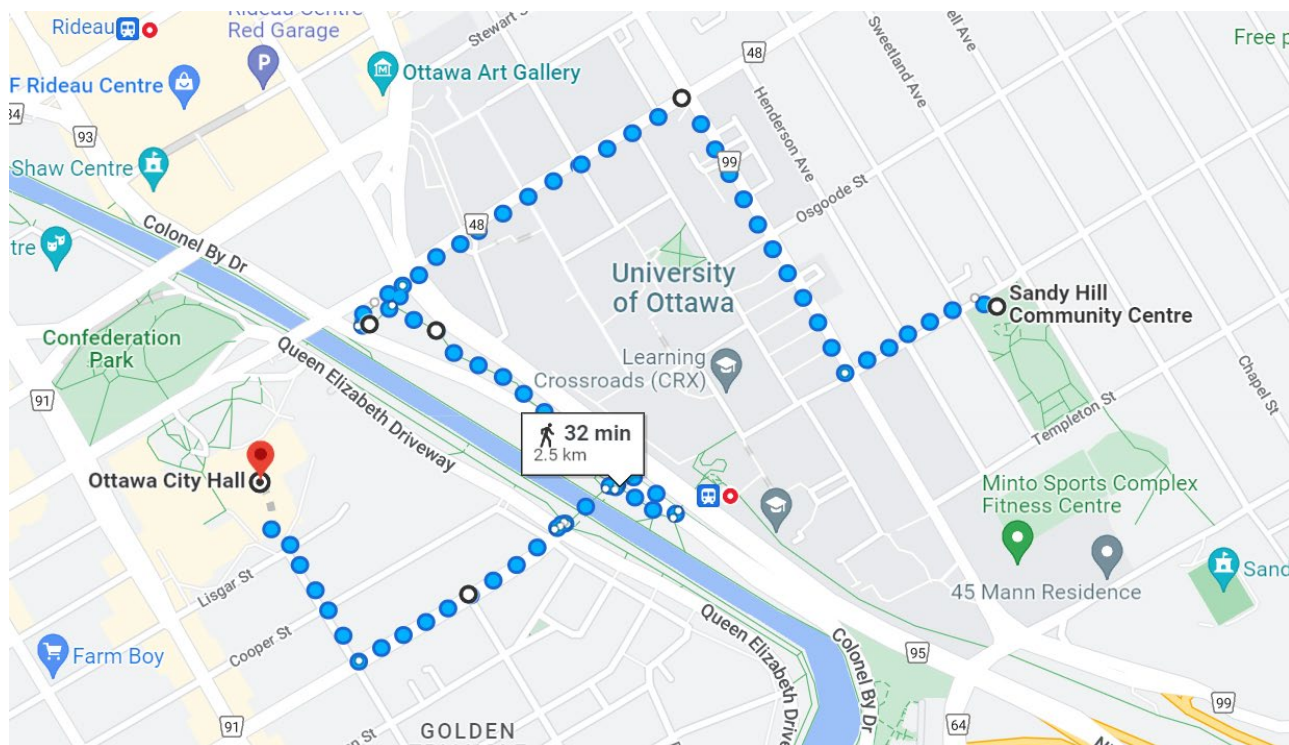 Rideau
Rideau Centre
Red Garage
Stewart S
48
Sweetland Ave
ell Ave
Free p
Ottawa Art Gallery
F Rideau Centre
34
93
Henderson Ave
99
Shaw Centre
Osgoode St
48
Colonel By Dr
tre
University
of Ottawa
Sandy Hill
Community Centre
Confederation
Park
Queen Elizabeth Driveway
Learning
Crossroads (CRX)
Chapel St
91
32 min
2.5 km
Templeton St
Ottawa City Hall
Minto Sports Complex
Fitness Centre
Lisgar St
45 Mann Residence
Sand
Cooper St
Queen Elizabeth Drive
Colonel By Dr
Farm Boy
95
91
GOLDEN
64
99